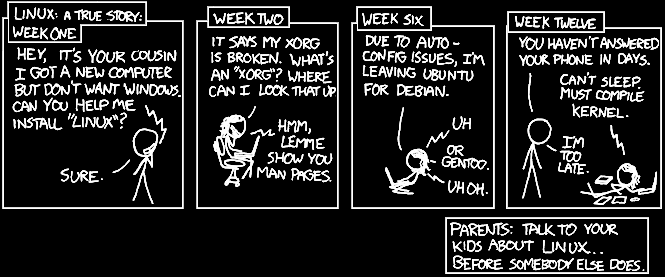 LINUX: A TRUE STORY:
WEEK ONE
HEY, IT'S YOUR COUSIN
I GOT A NEW COMPUTER
BUT DON'T WANT WINDOWS.
CAN YOU HELP ME
INSTALL "LINUX"?
SURE.
WEEK TWO
IT SAYS MY XORG
IS BROKEN. WHAT'S
AN "XORG"? WHERE
CAN I LOOK THAT UP
HMM,
LEMME
SHOW YOU
MAN PAGES.
WEEK SIX
DUE TO AUTO-
CONFIG ISSUES, I'M
LEAVING UBUNTU
FOR DEBIAN.
UH
OR
GENTOO.
UH OH.
WEEK TWELVE
YOU HAVEN'T ANSWERED
YOUR PHONE IN DAYS.
CAN'T SLEEP.
MUST COMPILE
KERNEL.
I'M
TOO
LATE.
PARENTS: TALK TO YOUR
KIDS ABOUT LINUX...
BEFORE SOMEBODY ELSE DOES.